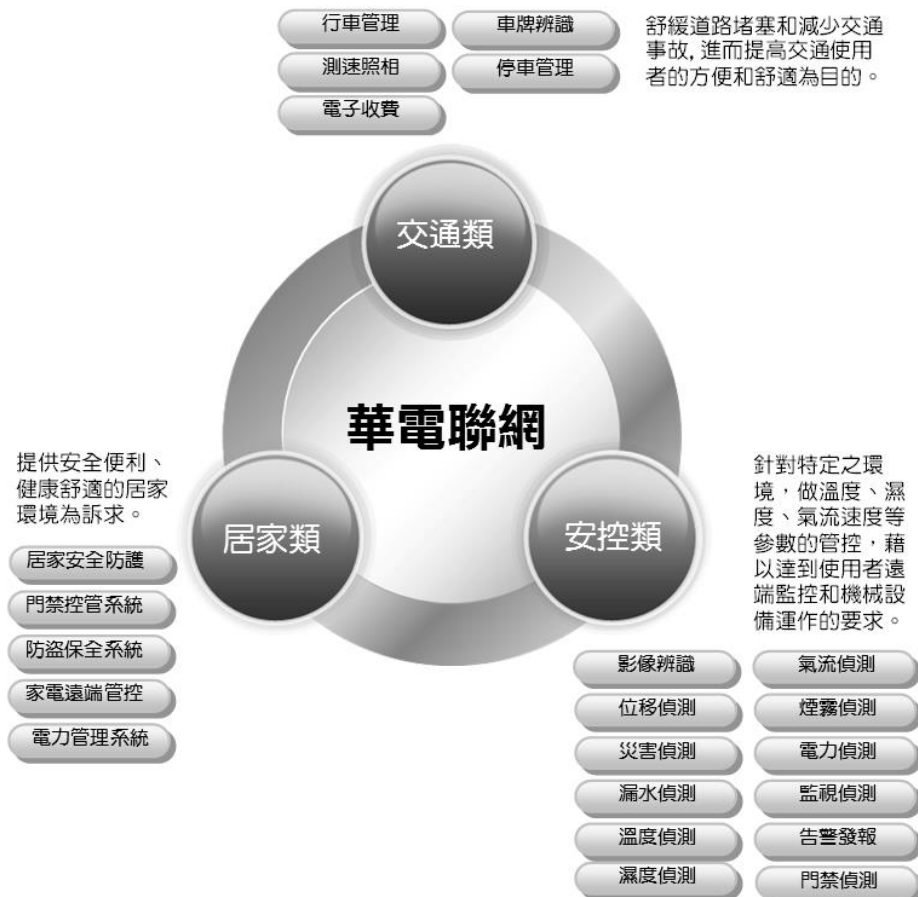 行車管理
車牌辨識
測速照相
停車管理
電子收費
舒緩道路堵塞和減少交通
事故,進而提高交通使用
者的方便和舒適為目的。
交通類
華電聯網
居家類
安控類
提供安全便利、
健康舒適的居家
環境為訴求。
居家安全防護
門禁控管系統
防盜保全系統
家電遠端管控
電力管理系統
針對特定之環
境,做溫度、濕
度、氣流速度等
參數的管控,藉
以達到使用者遠
端監控和機械設
備運作的要求。
影像辨識
氣流偵測
位移偵測
煙霧偵測
災害偵測
電力偵測
漏水偵測
監視偵測
溫度偵測
告警發報
濕度偵測
門禁偵測